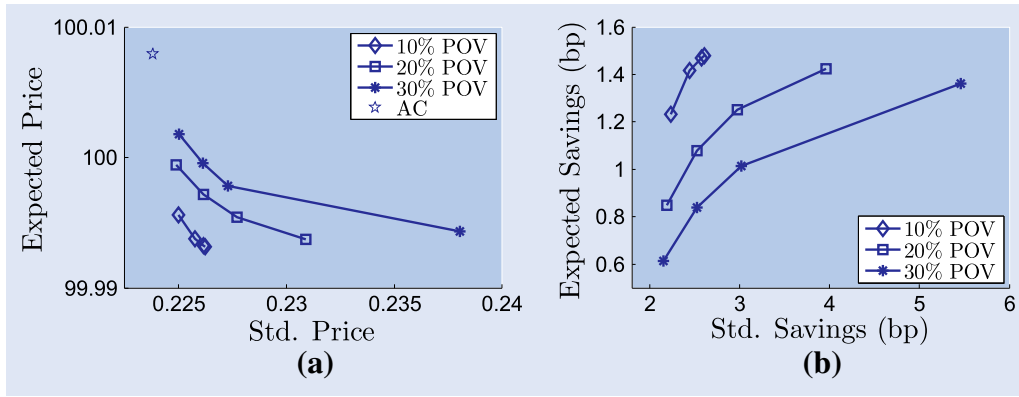 100.01
100
99.99
Expected Price
10% POV
20% POV
30% POV
AC
0.225
0.23
0.235
0.24
Std. Price
(a)
1.6
1.4
1.2
1
0.8
0.6
Expected Savings (bp)
10% POV
20% POV
30% POV
2
3
4
5
6
Std. Savings (bp)
(b)